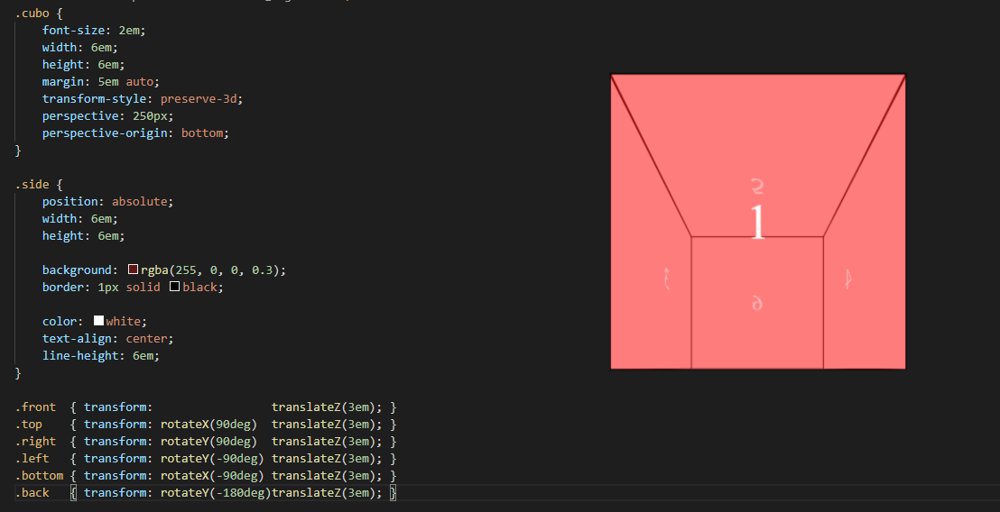 .cubo {
    font-size: 2em;
    width: 6em;
    height: 6em;
    margin: 5em auto;
    transform-style: preserve-3d;
    perspective: 250px;
    perspective-origin: bottom;
}
.side {
    position: absolute;
    width: 6em;
    height: 6em;
    background: rgba(255, 0, 0, 0.3);
    border: 1px solid black;
    color: white;
    text-align: center;
    line-height: 6em;
}
.front  { transform:                 translateZ(3em); }
.top    { transform: rotateX(90deg)  translateZ(3em); }
.right  { transform: rotateY(90deg)  translateZ(3em); }
.left   { transform: rotateY(-90deg) translateZ(3em); }
.bottom { transform: rotateX(-90deg) translateZ(3em); }
.back   { transform: rotateY(-180deg)translateZ(3em); }
2
1
6